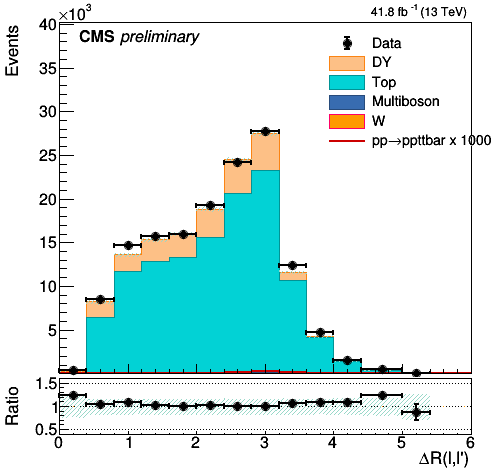 ×10³
41.8 fb⁻¹ (13 TeV)
Events
CMS preliminary
40
35
30
25
20
15
10
5
Data
DY
Top
Multiboson
W
pp→ppttbar x 1000
Ratio
1.5
1
0.5
0 1 2 3 4 5 6
ΔR(l,l')